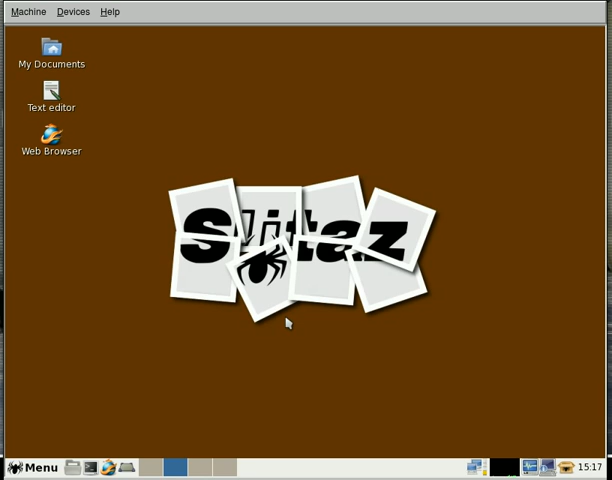 Machine Devices Help
My Documents
Text editor
Web Browser
Slitaz
Menu
15:17